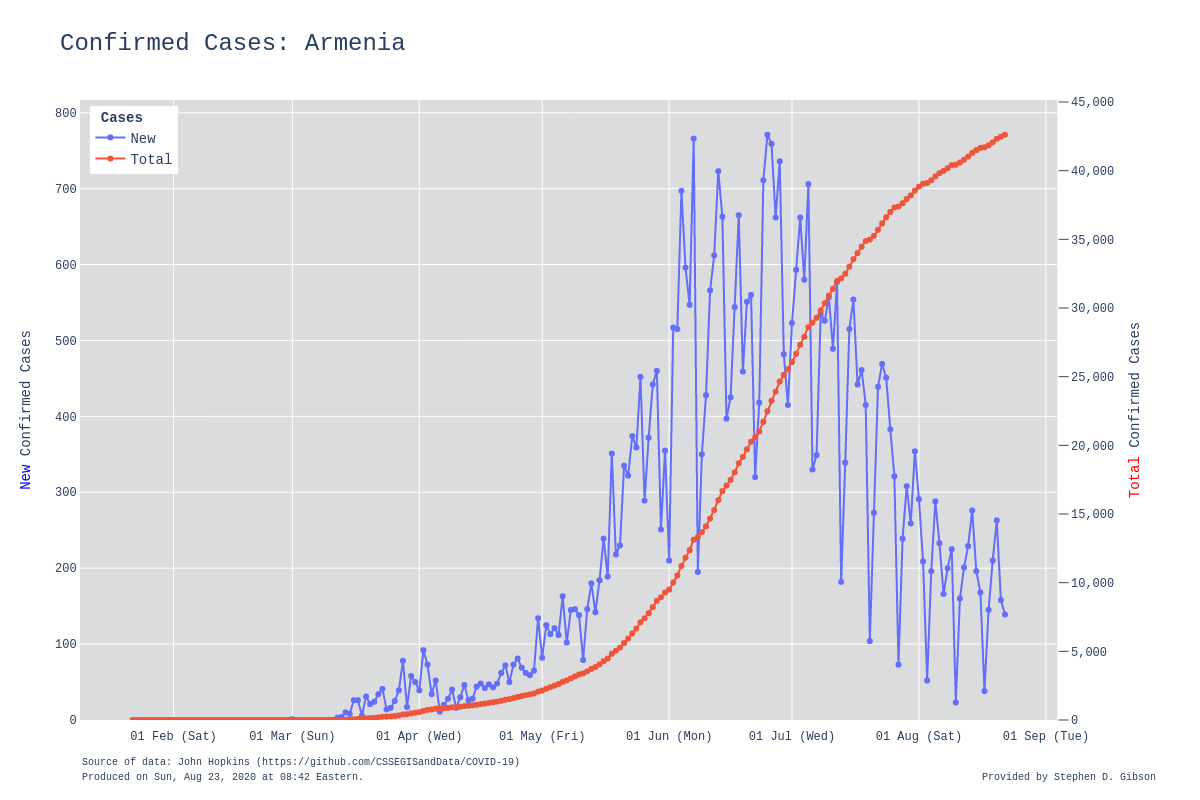 Confirmed Cases: Armenia
Cases
New
Total
800
700
600
500
400
300
200
100
0
45,000
40,000
35,000
30,000
25,000
20,000
15,000
10,000
5,000
0
New Confirmed Cases
Total Confirmed Cases
01 Feb (Sat)
01 Mar (Sun)
01 Apr (Wed)
01 May (Fri)
01 Jun (Mon)
01 Jul (Wed)
01 Aug (Sat)
01 Sep (Tue)
Source of data: John Hopkins (https://github.com/CSSEGISandData/COVID-19)
Produced on Sun, Aug 23, 2020 at 08:42 Eastern.
Provided by Stephen D. Gibson